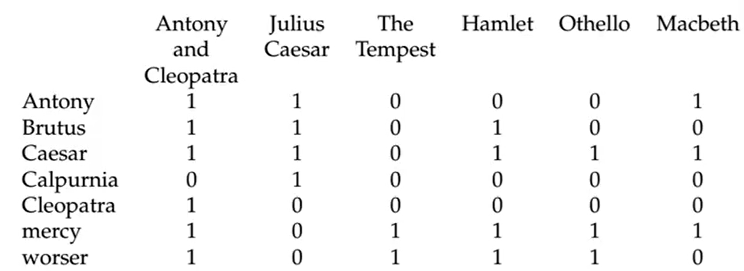 Antony Julius The Hamlet Othello Macbeth
and Caesar Tempest
Cleopatra
Antony 1 1 0 0 0 1
Brutus 1 1 0 1 0 0
Caesar 1 1 0 1 1 1
Calpurnia 0 1 0 0 0 0
Cleopatra 1 0 0 0 0 0
mercy 1 0 1 1 1 1
worser 1 0 1 1 1 0